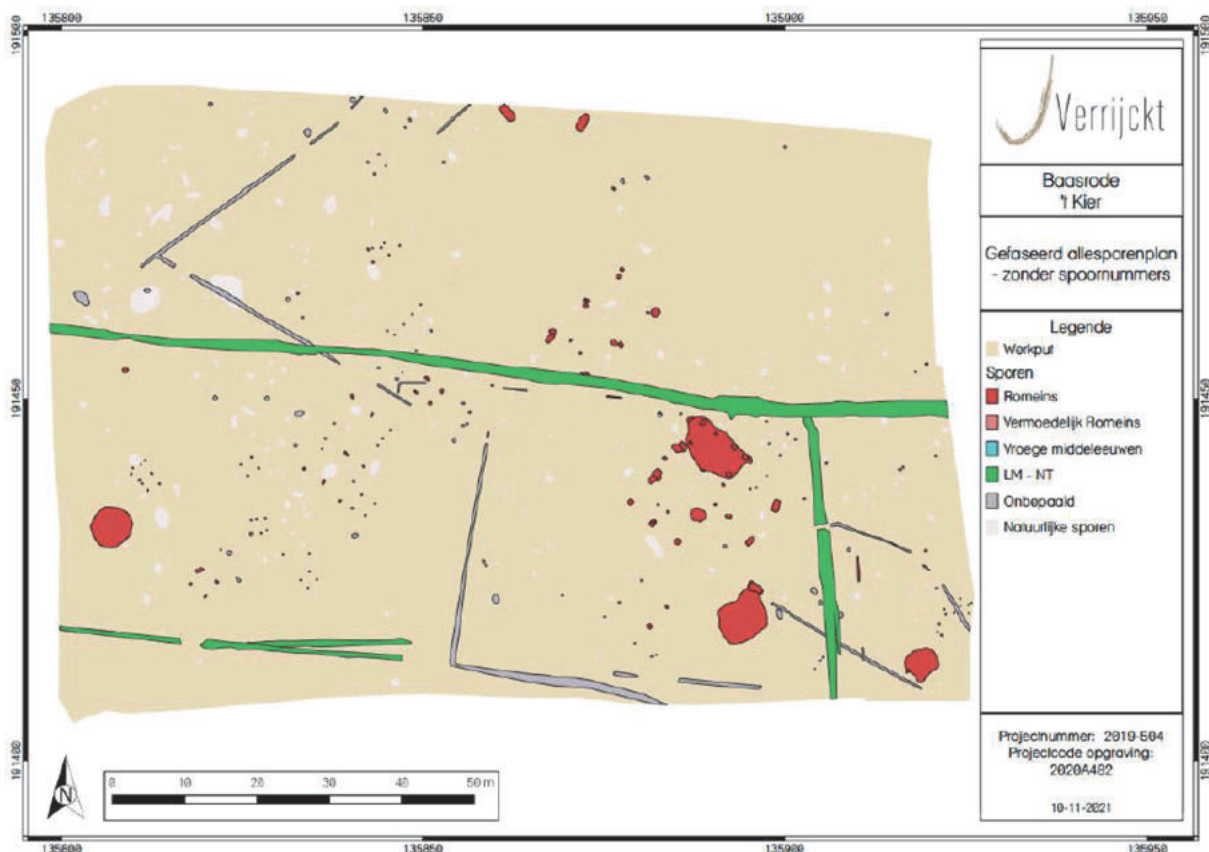 135800 135850 135900 135950
191500 191500
Verrijckt
Baasrode
't Kier
Gefaseerd allesporenplan
- zonder spoornummers
Legende
Werkput
Sporen
Romeins
Vermoedelijk Romeins
Vroege middeleeuwen
LM - NT
Onbepaald
Natuurlijke sporen
191450 191450
Projectnummer: 2019-504
Projectcode opgraving:
2020A482
10-11-2021
191400 191400
N
0 10 20 30 40 50 m
135800 135850 135900 135950